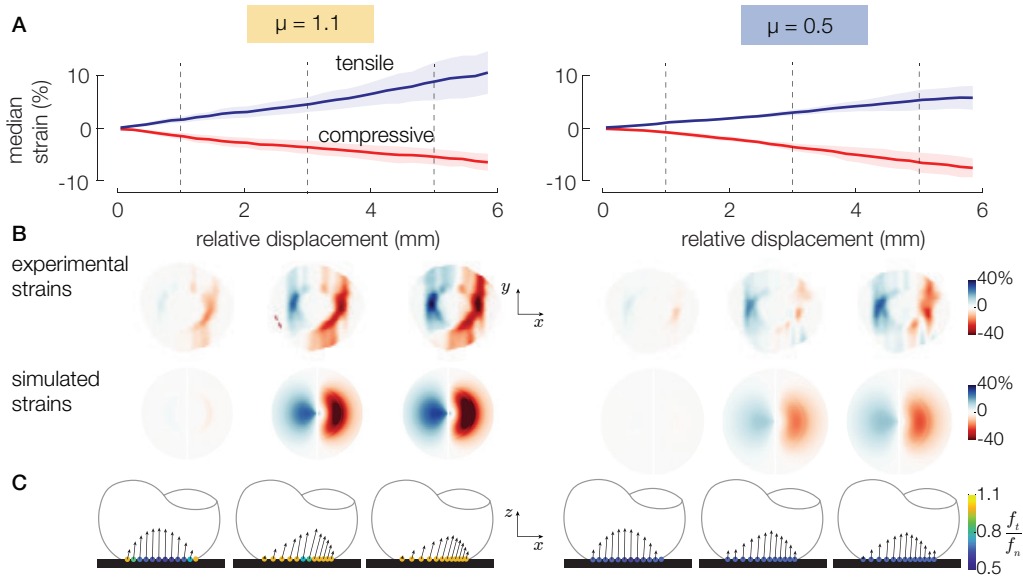 A
μ = 1.1
μ = 0.5
median
strain (%)
10
0
-10
tensile
compressive
10
0
-10
0
2
4
6
0
2
4
6
relative displacement (mm)
relative displacement (mm)
B
experimental
strains
y
x
40%
0
-40
simulated
strains
40%
0
-40
C
z
x
1.1
0.8
0.5
f_t
f_n